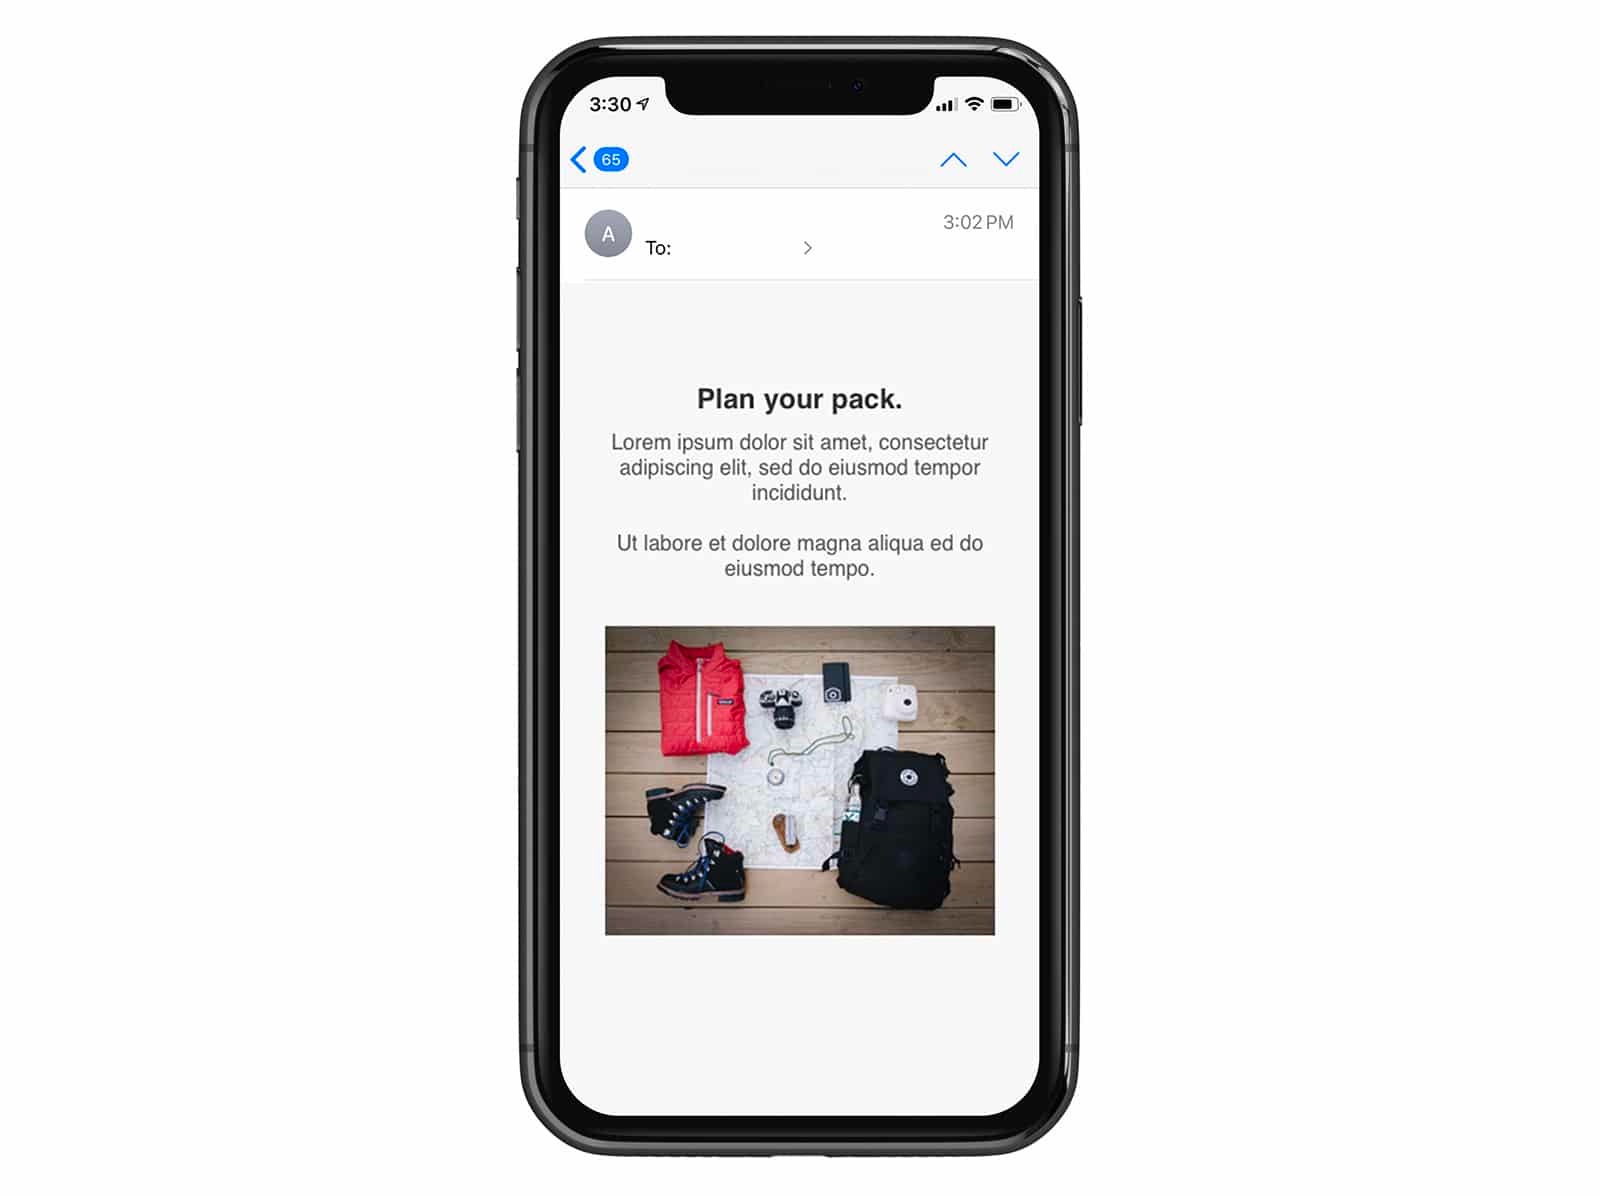 3:30
65
3:02 PM
A
To:
Plan your pack.
Lorem ipsum dolor sit amet, consectetur
adipiscing elit, sed do eiusmod tempor
incididunt.
Ut labore et dolore magna aliqua ed do
eiusmod tempo.